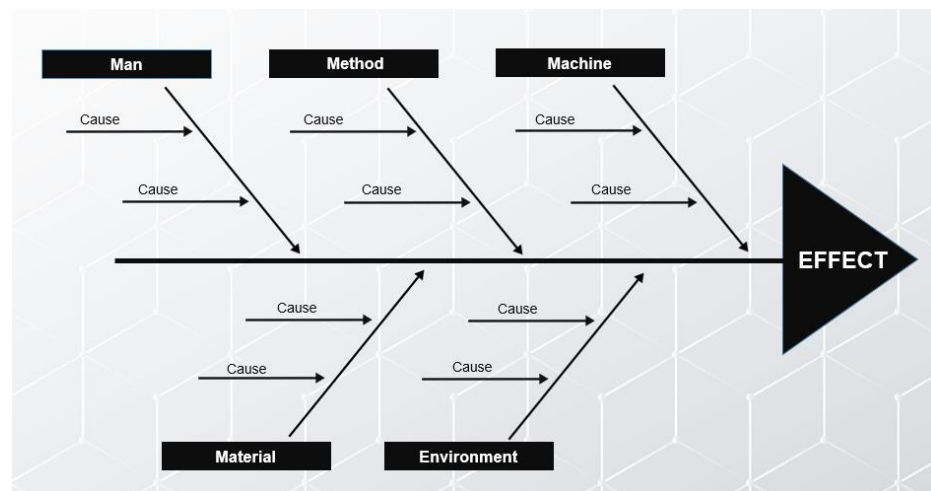 Man
Method
Machine
Cause
Cause
Cause
Cause
Cause
Cause
EFFECT
Cause
Cause
Cause
Cause
Material
Environment